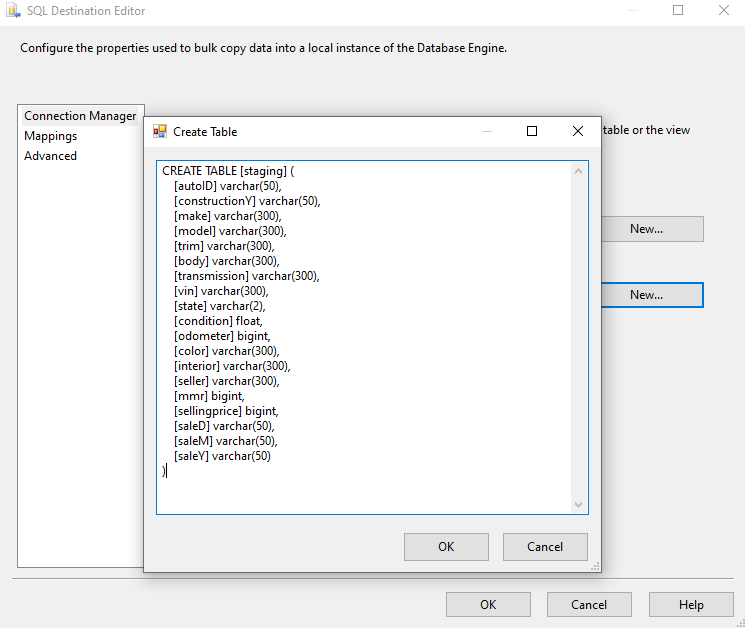 SQL Destination Editor
Configure the properties used to bulk copy data into a local instance of the Database Engine.
Connection Manager
Mappings
Advanced
table or the view
New...
New...
Create Table
CREATE TABLE [staging] (
[autoID] varchar(50),
[constructionY] varchar(50),
[make] varchar(300),
[model] varchar(300),
[trim] varchar(300),
[body] varchar(300),
[transmission] varchar(300),
[vin] varchar(300),
[state] varchar(2),
[condition] float,
[odometer] bigint,
[color] varchar(300),
[interior] varchar(300),
[seller] varchar(300),
[mmr] bigint,
[sellingprice] bigint,
[saleD] varchar(50),
[saleM] varchar(50),
[saleY] varchar(50)
)
OK
Cancel
OK
Cancel
Help